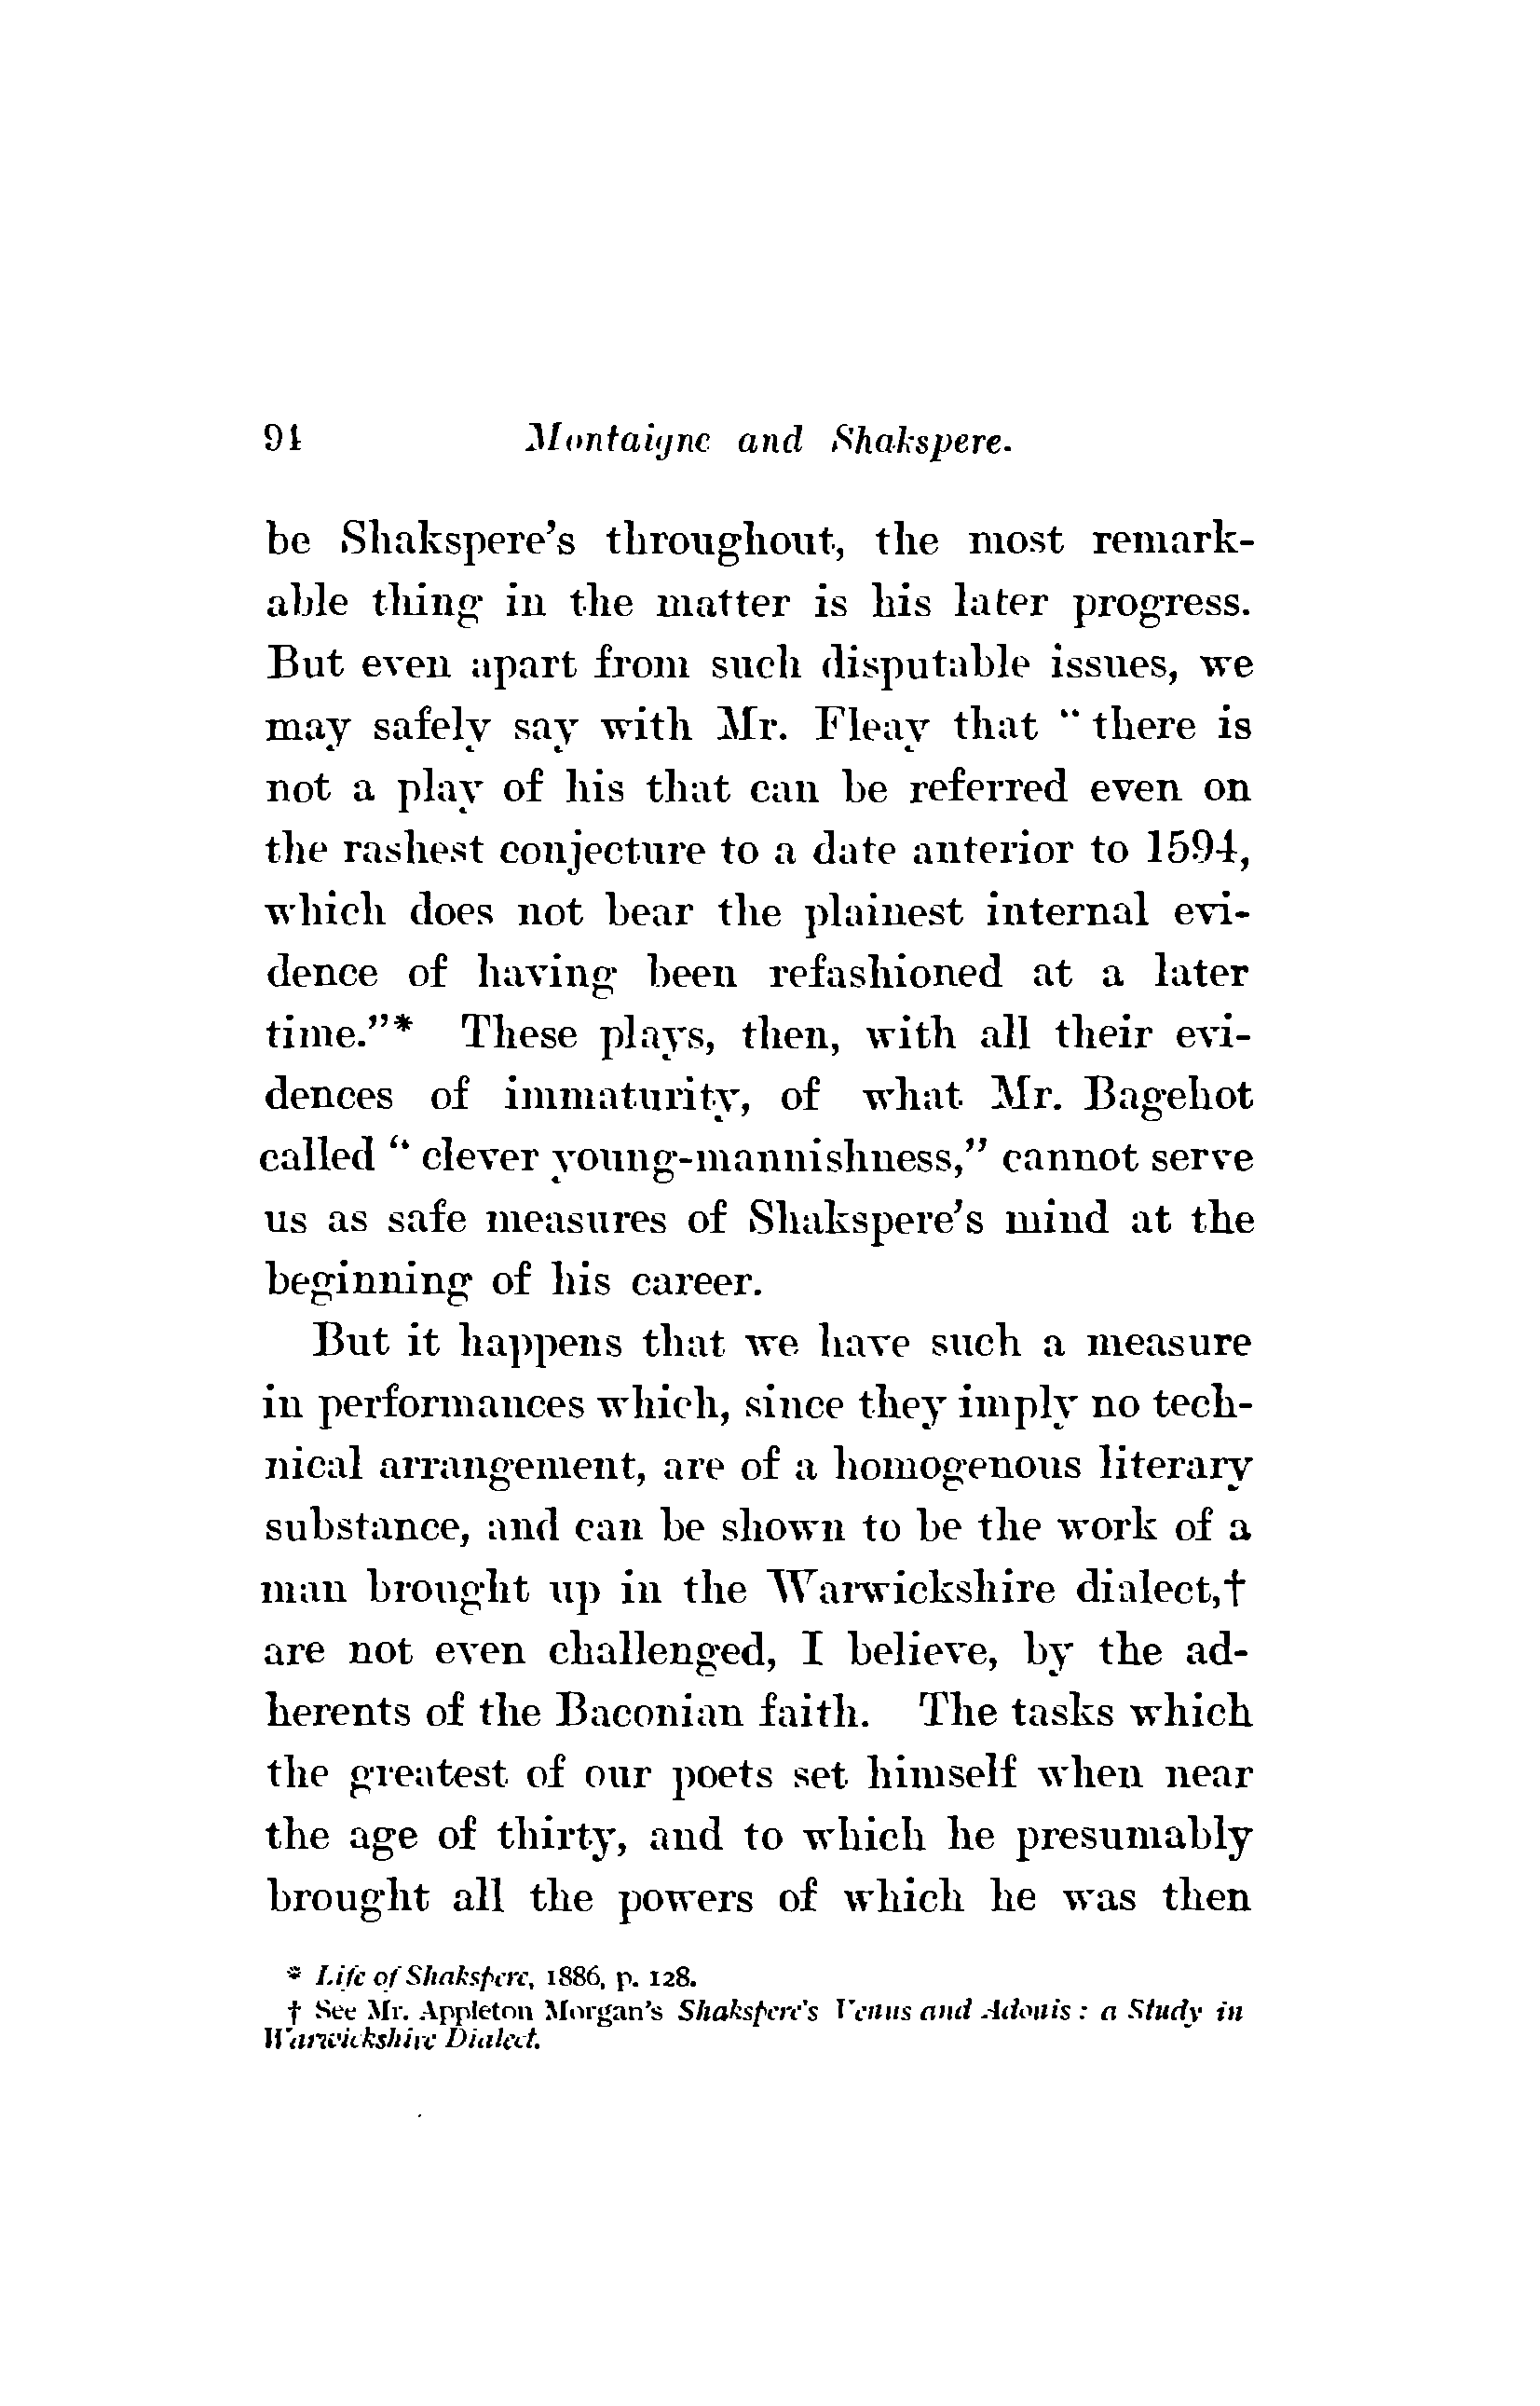 94 Montaigne and Shakspere.
be Shakspere's throughout, the most remark-
able thing in the matter is his later progress.
But even apart from such disputable issues, we
may safely say with Mr. Fleay that "there is
not a play of his that can be referred even on
the rashest conjecture to a date anterior to 1594,
which does not bear the plainest internal evi-
dence of having been refashioned at a later
time."* These plays, then, with all their evi-
dences of immaturity, of what Mr. Bagehot
called "clever young-mannishness," cannot serve
us as safe measures of Shakspere's mind at the
beginning of his career.
But it happens that we have such a measure
in performances which, since they imply no tech-
nical arrangement, are of a homogenous literary
substance, and can be shown to be the work of a
man brought up in the Warwickshire dialect,†
are not even challenged, I believe, by the ad-
herents of the Baconian faith. The tasks which
the greatest of our poets set himself when near
the age of thirty, and to which he presumably
brought all the powers of which he was then
* Life of Shakspere, 1886, p. 128.
† See Mr. Appleton Morgan's Shakspere's Venus and Adonis : a Study in
Warwickshire Dialect.